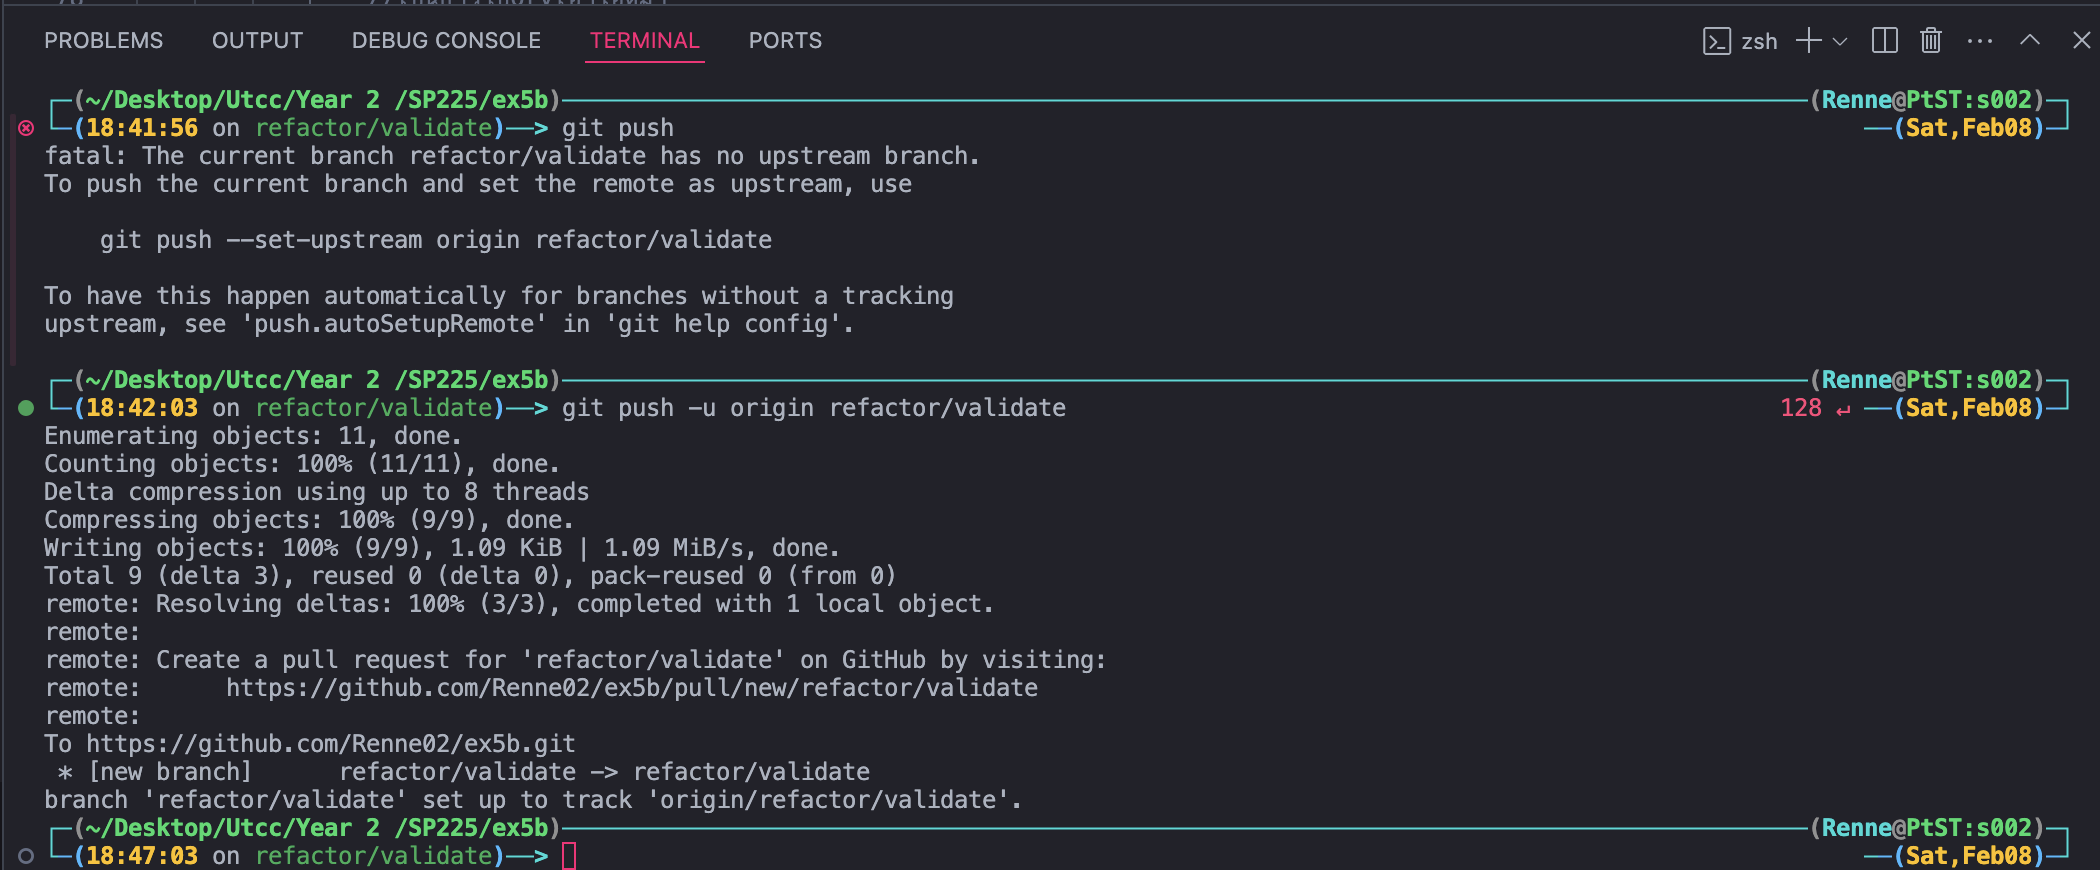 PROBLEMS OUTPUT DEBUG CONSOLE TERMINAL PORTS zsh
(~/Desktop/Utcc/Year 2 /SP225/ex5b) (Renne@PtST:s002)
(18:41:56 on refactor/validate)——> git push (Sat,Feb08)
fatal: The current branch refactor/validate has no upstream branch.
To push the current branch and set the remote as upstream, use
git push --set-upstream origin refactor/validate
To have this happen automatically for branches without a tracking
upstream, see 'push.autoSetupRemote' in 'git help config'.
(~/Desktop/Utcc/Year 2 /SP225/ex5b) (Renne@PtST:s002)
(18:42:03 on refactor/validate)——> git push -u origin refactor/validate 128 ↵ (Sat,Feb08)
Enumerating objects: 11, done.
Counting objects: 100% (11/11), done.
Delta compression using up to 8 threads
Compressing objects: 100% (9/9), done.
Writing objects: 100% (9/9), 1.09 KiB | 1.09 MiB/s, done.
Total 9 (delta 3), reused 0 (delta 0), pack-reused 0 (from 0)
remote: Resolving deltas: 100% (3/3), completed with 1 local object.
remote:
remote: Create a pull request for 'refactor/validate' on GitHub by visiting:
remote:      https://github.com/Renne02/ex5b/pull/new/refactor/validate
remote:
To https://github.com/Renne02/ex5b.git
* [new branch]      refactor/validate -> refactor/validate
branch 'refactor/validate' set up to track 'origin/refactor/validate'.
(~/Desktop/Utcc/Year 2 /SP225/ex5b) (Renne@PtST:s002)
(18:47:03 on refactor/validate)——> (Sat,Feb08)